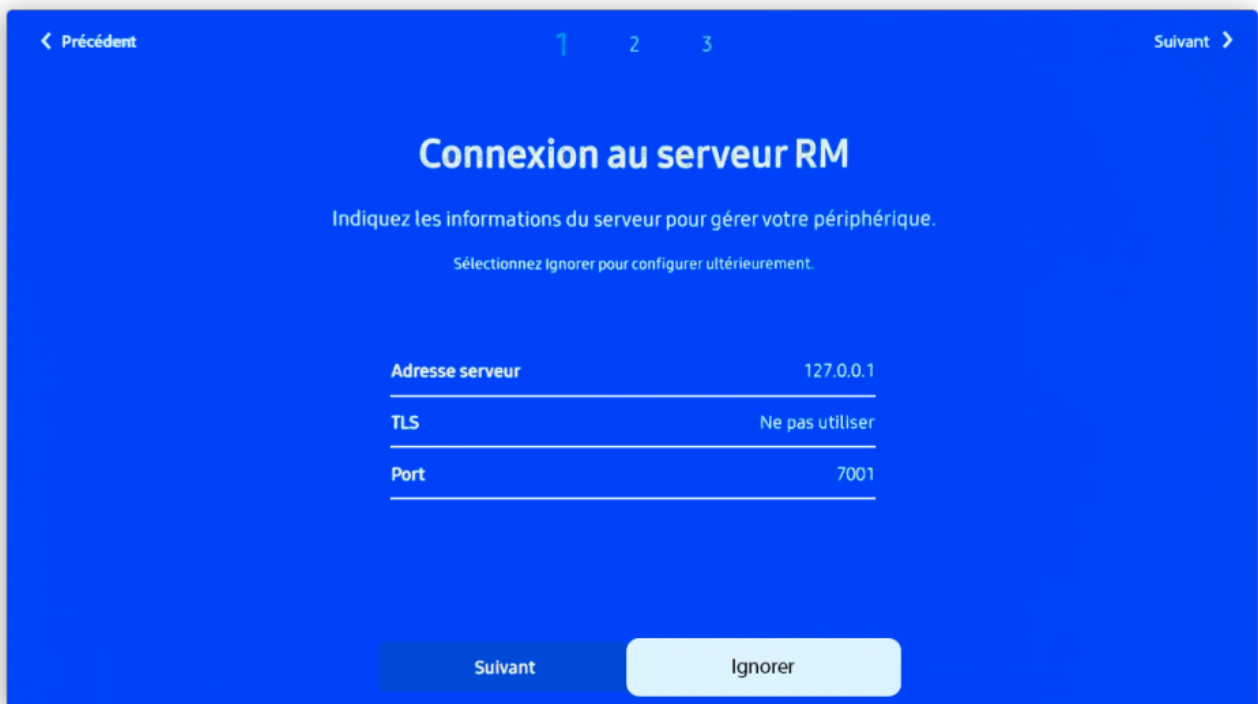 Précédent
1 2 3
Suivant
Connexion au serveur RM
Indiquez les informations du serveur pour gérer votre périphérique.
Sélectionnez Ignorer pour configurer ultérieurement.
Adresse serveur 127.0.0.1
TLS Ne pas utiliser
Port 7001
Suivant Ignorer